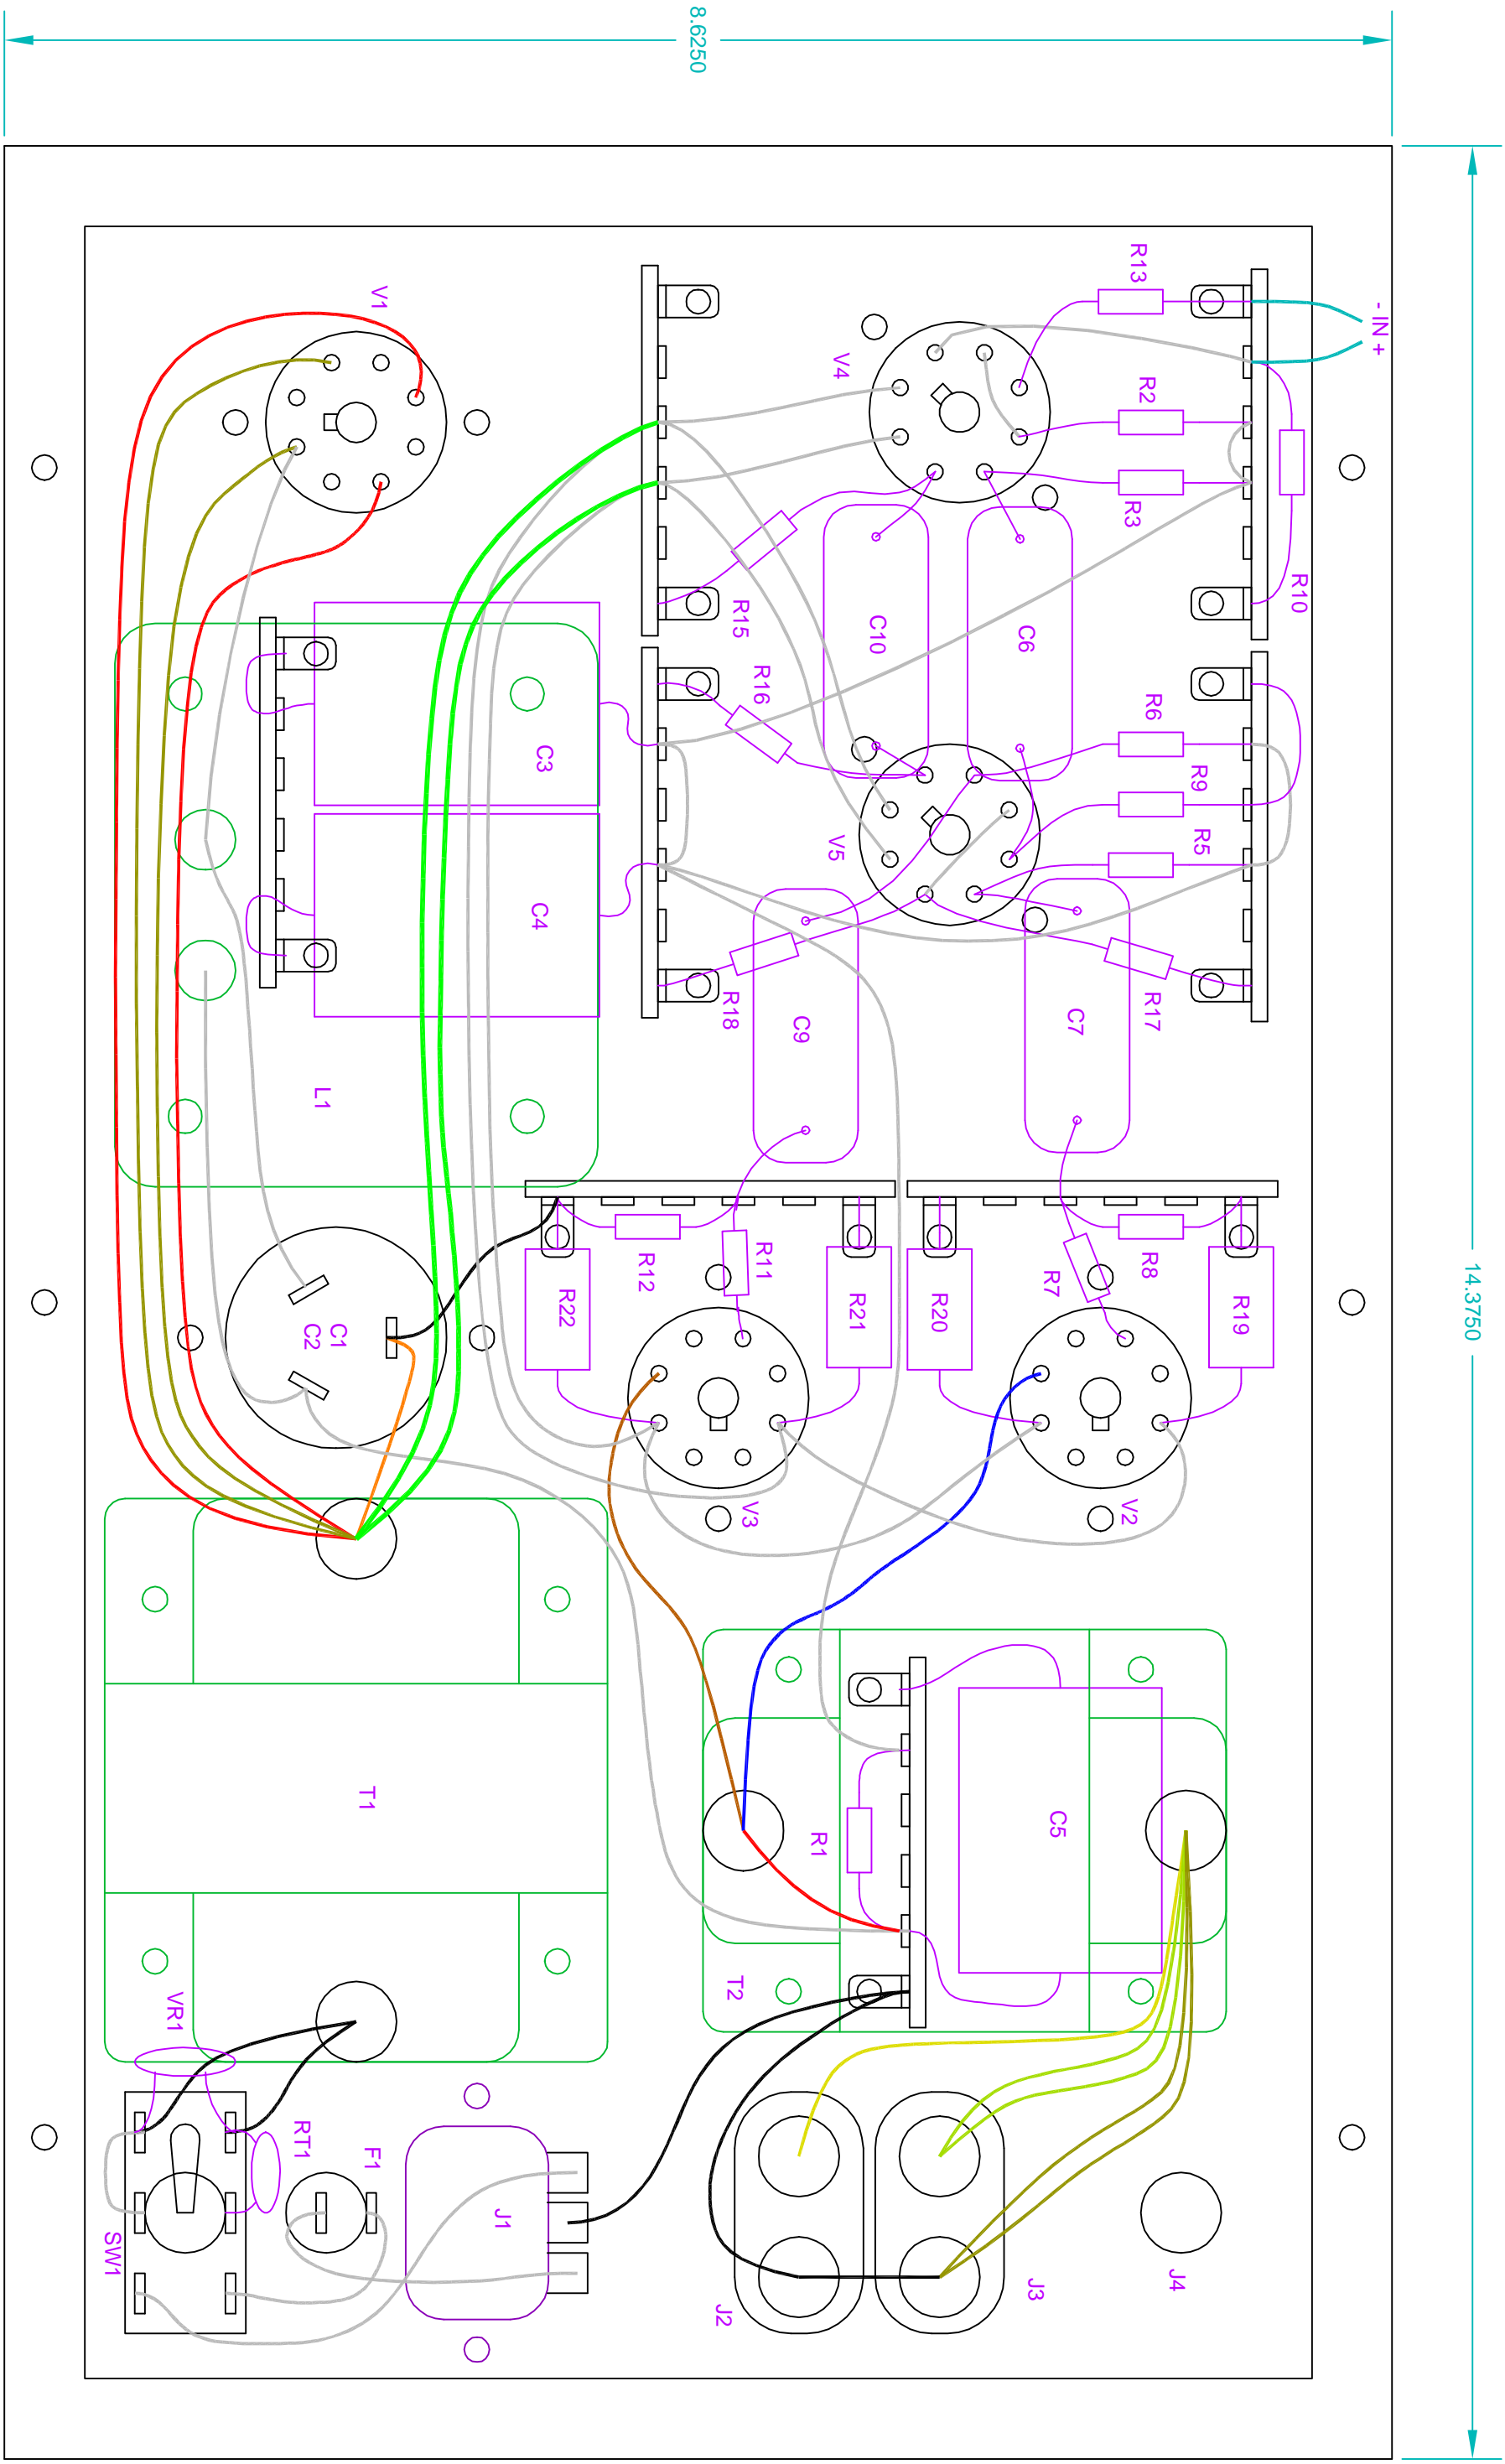 8.6250
14.3750
- IN +
R13
R2
R3
R10
V4
V1
R15
C10
C6
R16
R6
R9
R5
V5
C3
C4
R18
C9
C7
R17
L1
R12
R11
R8
R7
R22
R21
R20
R19
C1
C2
V3
V2
T1
R1
C5
T2
VR1
RT1
F1
J1
SW1
J2
J3
J4